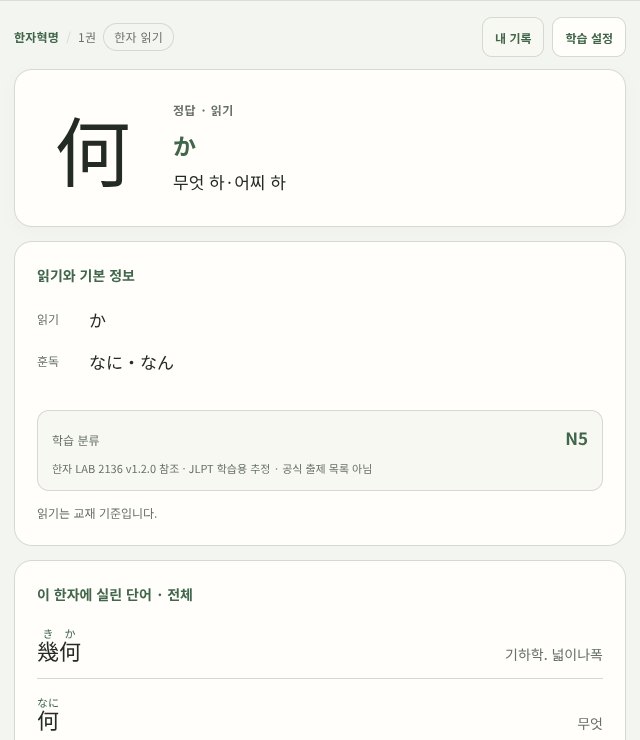 한자혁명 / 1권 한자 읽기 내 기록 학습 설정
何
정답 · 읽기
か
무엇 하·어찌 하
읽기와 기본 정보
읽기 か
훈독 なに・なん
학습 분류 N5
한자 LAB 2136 v1.2.0 참조 · JLPT 학습용 추정 · 공식 출제 목록 아님
읽기는 교재 기준입니다.
이 한자에 실린 단어 · 전체
き か
幾何 기하학. 넓이나폭
なに
何 무엇